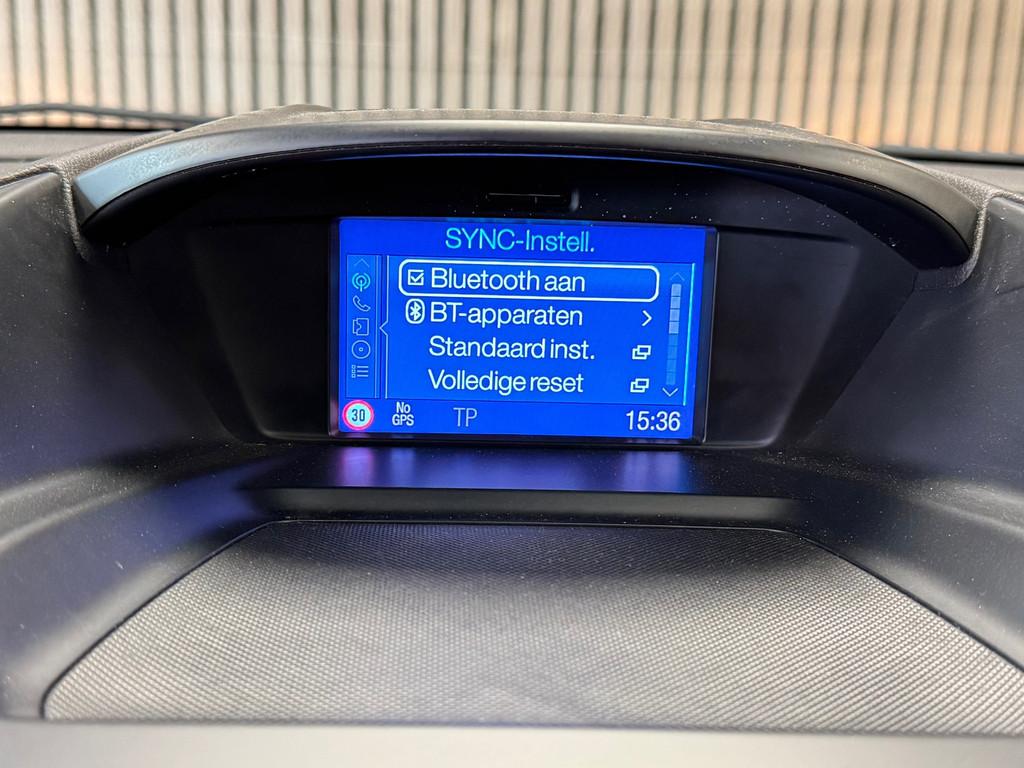 SYNC-Instell.
Bluetooth aan
BT-apparaten
Standaard inst.
Volledige reset
30
No
GPS
TP
15:36